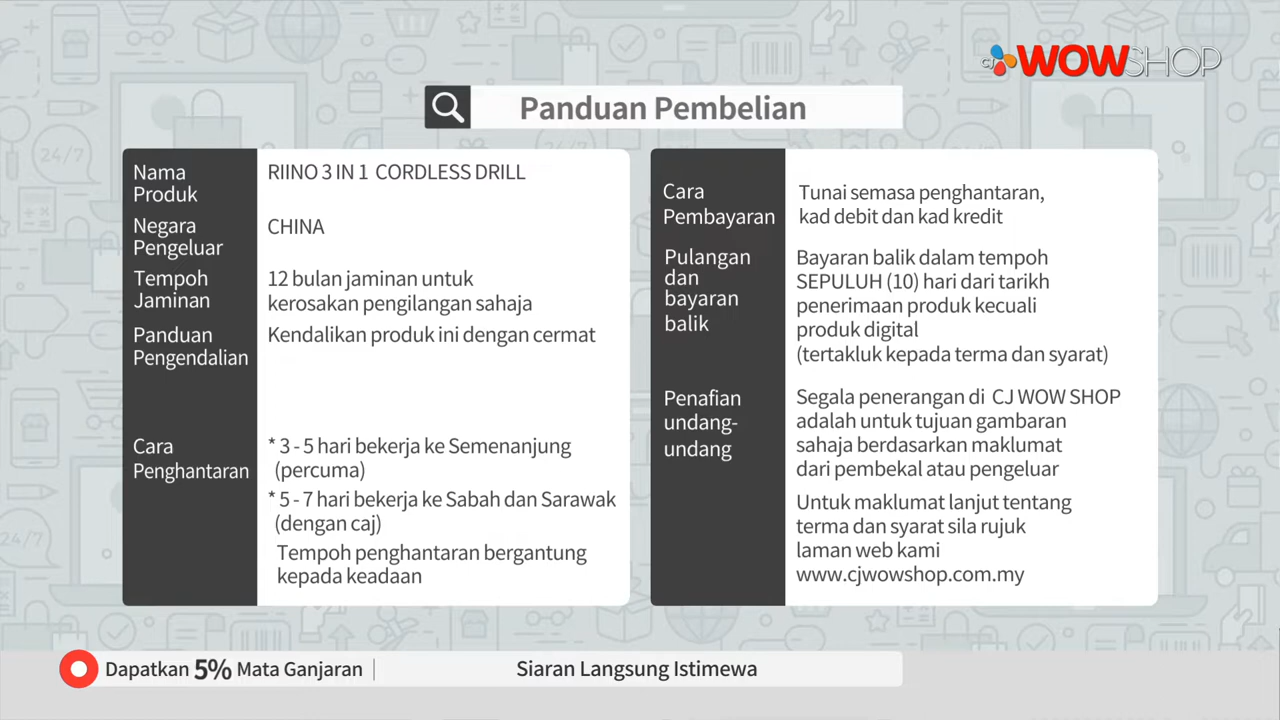 CJ WOWSHOP
Panduan Pembelian
Nama
Produk
RIINO 3 IN 1 CORDLESS DRILL
Negara
Pengeluar
CHINA
Tempoh
Jaminan
12 bulan jaminan untuk
kerosakan pengilangan sahaja
Panduan
Pengendalian
Kendalikan produk ini dengan cermat
Cara
Penghantaran
* 3 - 5 hari bekerja ke Semenanjung
(percuma)
* 5 - 7 hari bekerja ke Sabah dan Sarawak
(dengan caj)
Tempoh penghantaran bergantung
kepada keadaan
Cara
Pembayaran
Tunai semasa penghantaran,
kad debit dan kad kredit
Pulangan
dan
bayaran
balik
Bayaran balik dalam tempoh
SEPULUH (10) hari dari tarikh
penerimaan produk kecuali
produk digital
(tertakluk kepada terma dan syarat)
Penafian
undang-
undang
Segala penerangan di CJ WOW SHOP
adalah untuk tujuan gambaran
sahaja berdasarkan maklumat
dari pembekal atau pengeluar
Untuk maklumat lanjut tentang
terma dan syarat sila rujuk
laman web kami
www.cjwowshop.com.my
24/7
24/7
Dapatkan 5% Mata Ganjaran
Siaran Langsung Istimewa